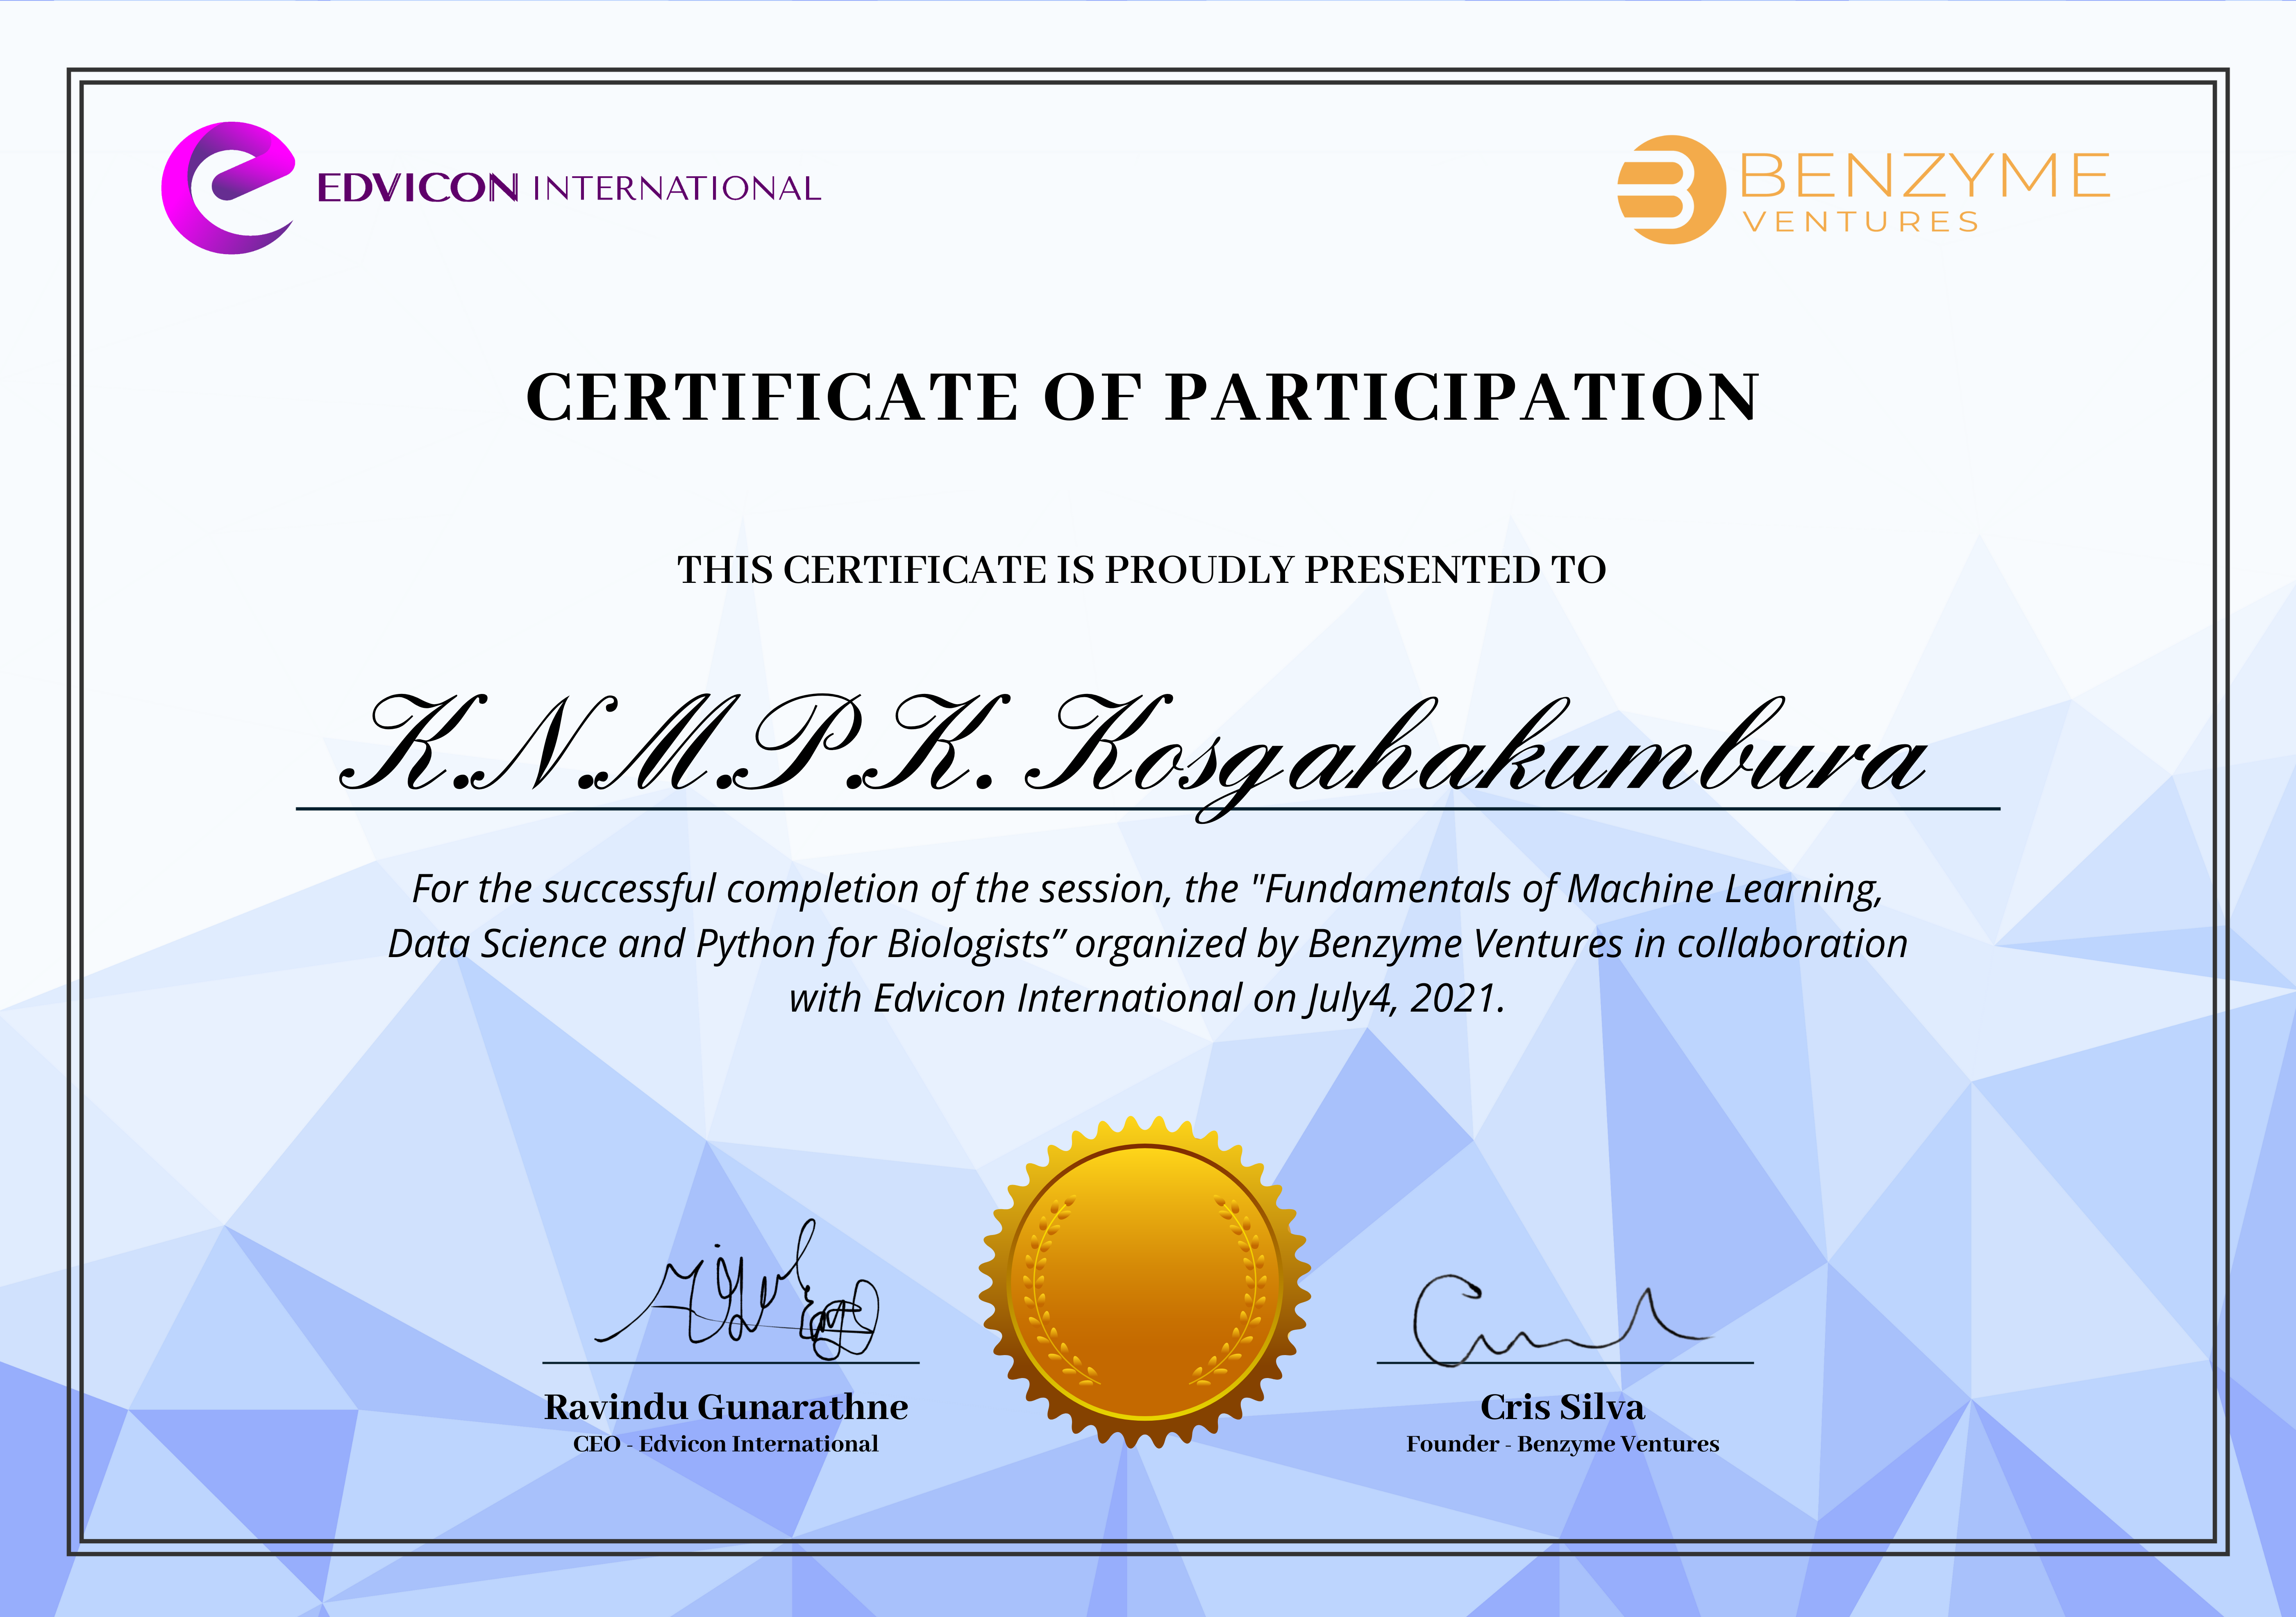 EDVICON INTERNATIONAL
BENZYME
VENTURES
CERTIFICATE OF PARTICIPATION
THIS CERTIFICATE IS PROUDLY PRESENTED TO
K.N.M.P.K. Kosgahakumbura
For the successful completion of the session, the "Fundamentals of Machine Learning,
Data Science and Python for Biologists” organized by Benzyme Ventures in collaboration
with Edvicon International on July4, 2021.
Ravindu Gunarathne
CEO - Edvicon International
Cris Silva
Founder - Benzyme Ventures